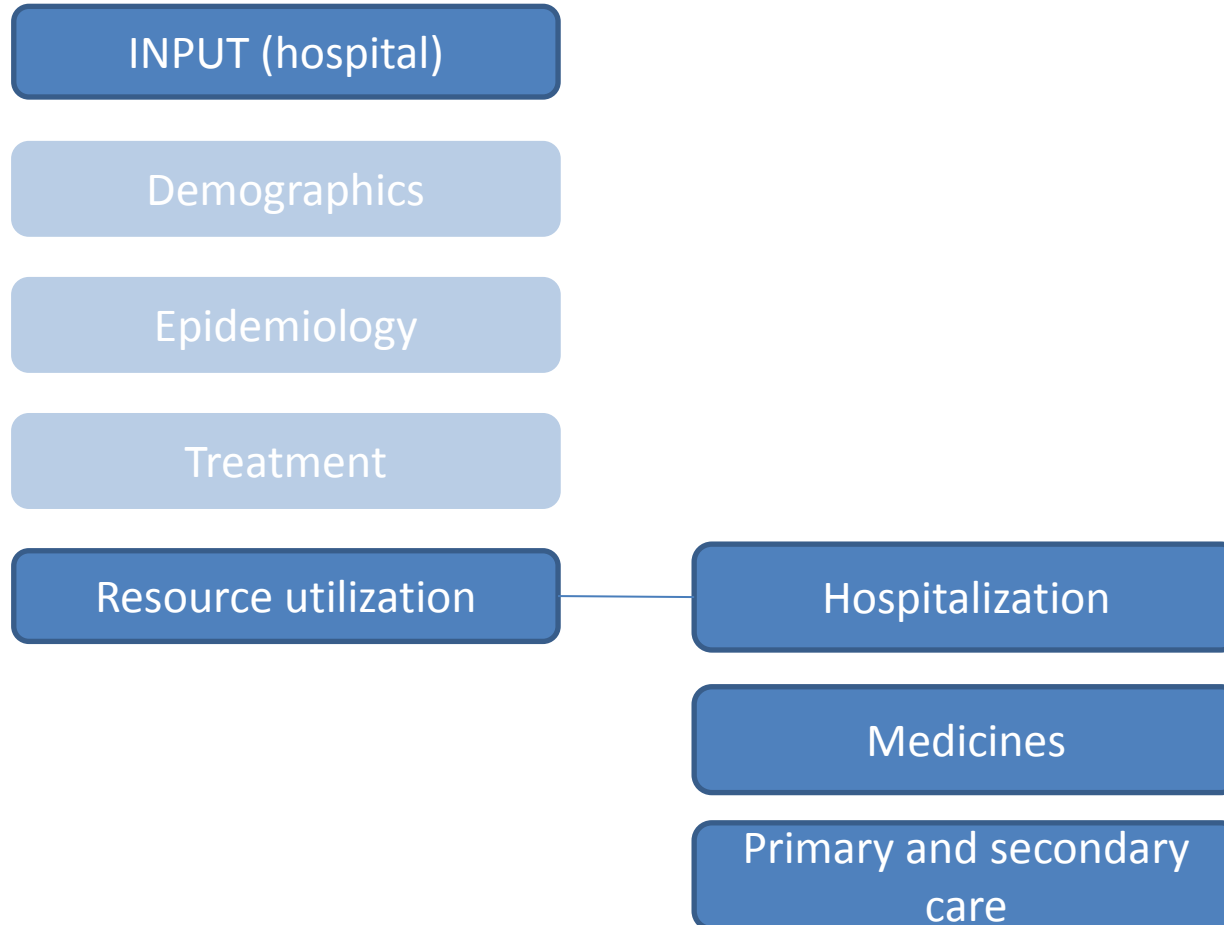 INPUT (hospital)
Demographics
Epidemiology
Treatment
Resource utilization
Hospitalization
Medicines
Primary and secondary
care